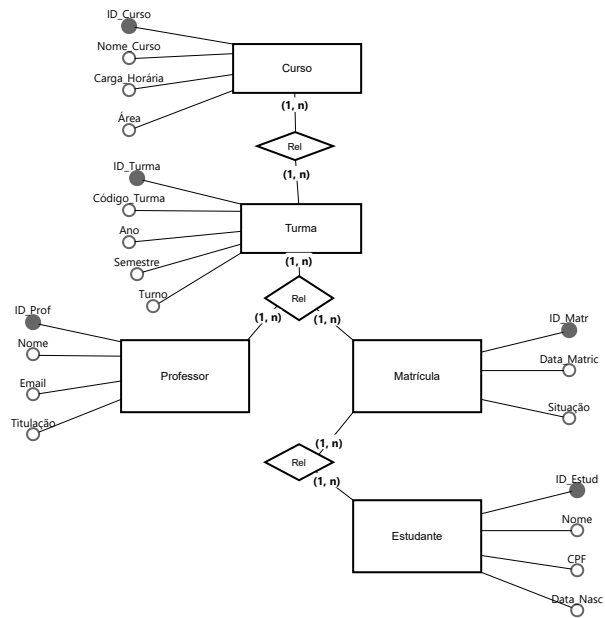 ID_Curso
Nome_Curso
Carga_Horária
Área
Curso
(1, n)
Rel
(1, n)
ID_Turma
Código_Turma
Ano
Semestre
Turno
Turma
(1, n)
Rel
(1, n)
(1, n)
ID_Prof
Nome
Email
Titulação
Professor
Matrícula
ID_Matr
Data_Matric
Situação
(1, n)
Rel
(1, n)
Estudante
ID_Estud
Nome
CPF
Data_Nasc